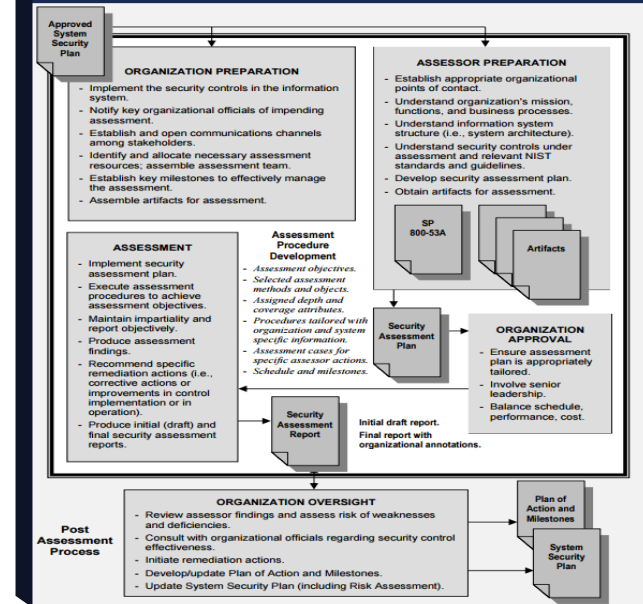 Approved
System
Security
Plan
ORGANIZATION PREPARATION
- Implement the security controls in the information
system.
- Notify key organizational officials of impending
assessment.
- Establish and open communications channels
among stakeholders.
- Identify and allocate necessary assessment
resources; assemble assessment team.
- Establish key milestones to effectively manage
the assessment.
- Assemble artifacts for assessment.
ASSESSOR PREPARATION
- Establish appropriate organizational
points of contact.
- Understand organization's mission,
functions, and business processes.
- Understand information system
structure (i.e., system architecture).
- Understand security controls under
assessment and relevant NIST
standards and guidelines.
- Develop security assessment plan.
- Obtain artifacts for assessment.
SP
800-53A
Artifacts
ASSESSMENT
- Implement security
assessment plan.
- Execute assessment
procedures to achieve
assessment objectives.
- Maintain impartiality and
report objectively.
- Produce assessment
findings.
- Recommend specific
remediation actions (i.e.,
corrective actions or
improvements in control
implementation or in
operation).
- Produce initial (draft) and
final security assessment
reports.
Assessment
Procedure
Development
- Assessment objectives.
- Selected assessment
methods and objects.
- Assigned depth and
coverage attributes.
- Procedures tailored with
organization and system
specific information.
- Assessment cases for
specific assessor actions.
- Schedule and milestones.
Security
Assessment
Plan
ORGANIZATION
APPROVAL
- Ensure assessment
plan is appropriately
tailored.
- Involve senior
leadership.
- Balance schedule,
performance, cost.
Security
Assessment
Report
Initial draft report.
Final report with
organizational annotations.
Post
Assessment
Process
ORGANIZATION OVERSIGHT
- Review assessor findings and assess risk of weaknesses
and deficiencies.
- Consult with organizational officials regarding security control
effectiveness.
- Initiate remediation actions.
- Develop/update Plan of Action and Milestones.
- Update System Security Plan (including Risk Assessment).
Plan of
Action and
Milestones
System
Security
Plan